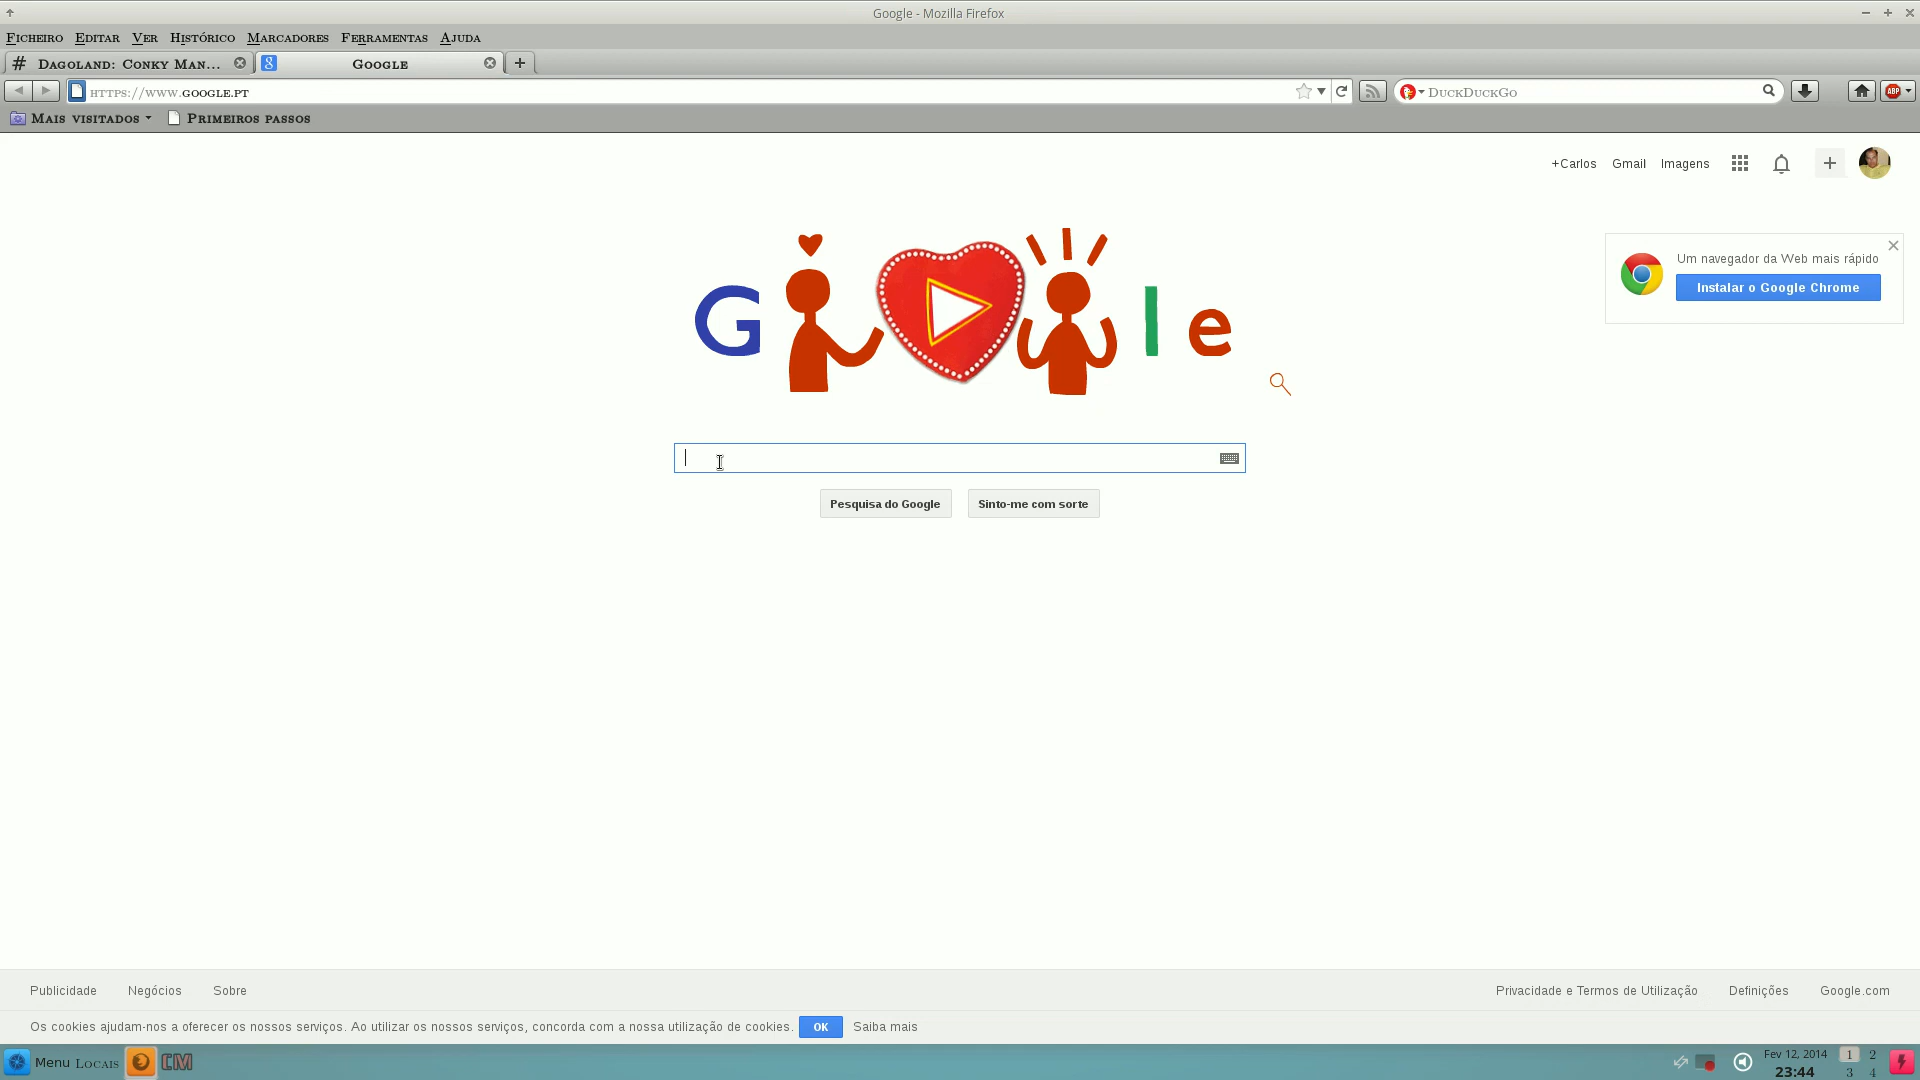 Google - Mozilla Firefox
Ficheiro Editar Ver Histórico Marcadores Ferramentas Ajuda
# Dagoland: Conky Man... Google
https://www.google.pt DuckDuckGo ABP
Mais visitados Primeiros passos
+Carlos Gmail Imagens
Um navegador da Web mais rápido
Instalar o Google Chrome
G le
Pesquisa do Google Sinto-me com sorte
Publicidade Negócios Sobre Privacidade e Termos de Utilização Definições Google.com
Os cookies ajudam-nos a oferecer os nossos serviços. Ao utilizar os nossos serviços, concorda com a nossa utilização de cookies. OK Saiba mais
Menu Locais CM Fev 12, 2014 1 2
23:44 3 4